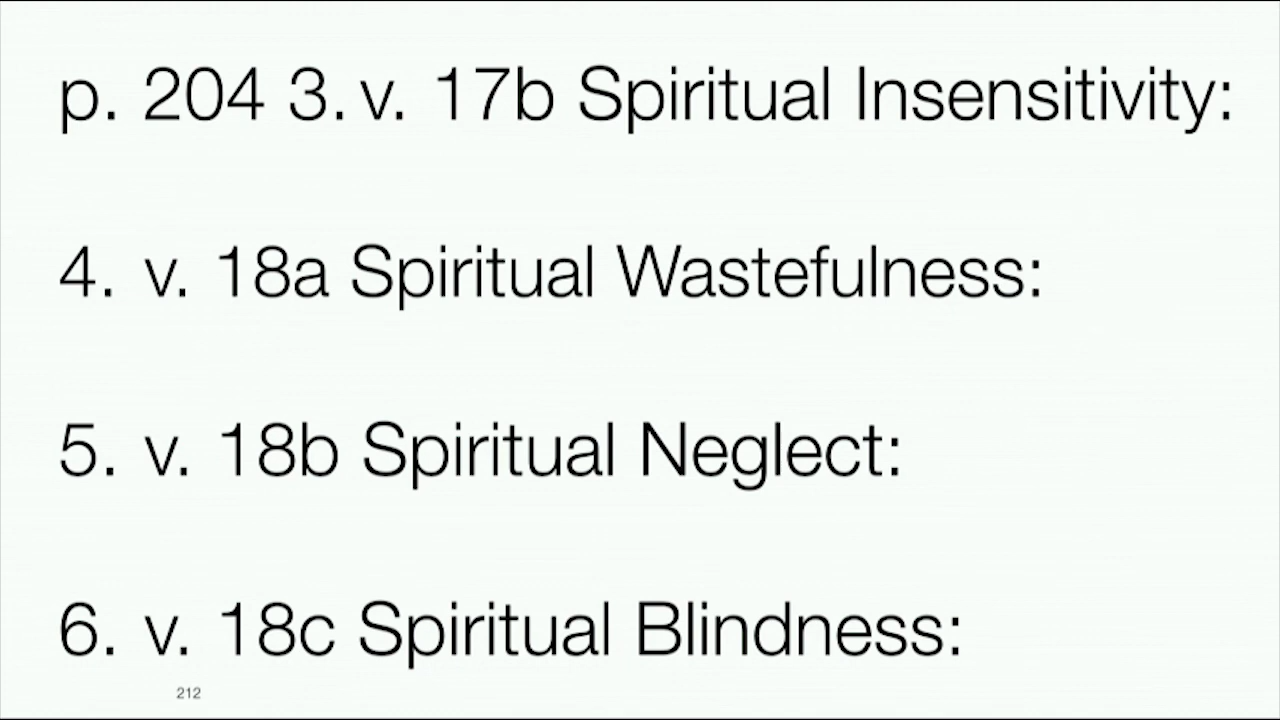 p. 204 3. v. 17b Spiritual Insensitivity:
4. v. 18a Spiritual Wastefulness:
5. v. 18b Spiritual Neglect:
6. v. 18c Spiritual Blindness:
212